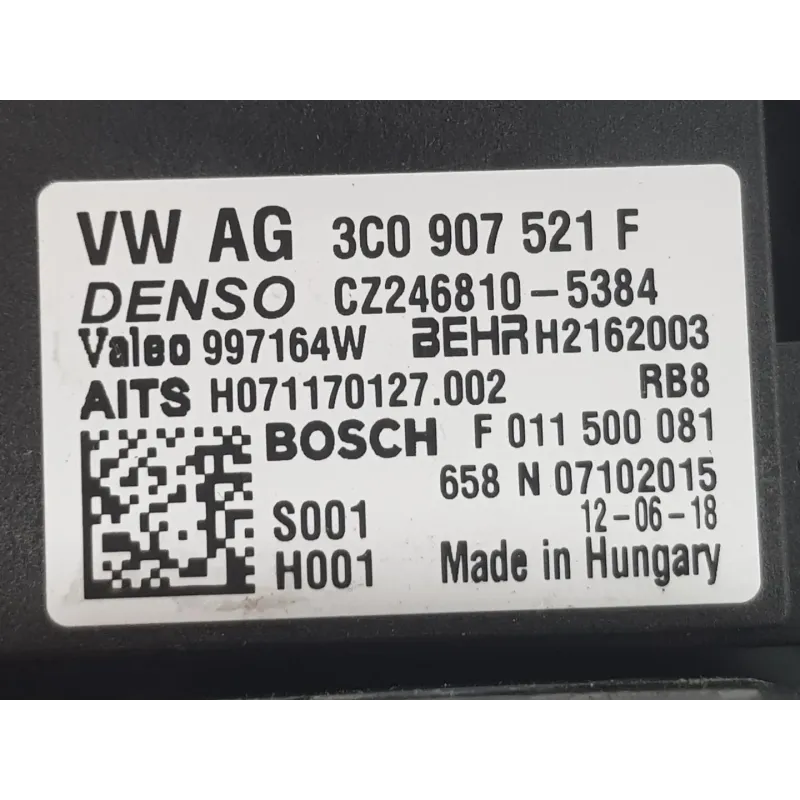 VW AG 3C0 907 521 F
DENSO CZ246810-5384
Valeo 997164W BEHR H2162003
AITS H071170127.002 RB8
BOSCH F 011 500 081
658 N 07102015
S001 12-06-18
H001 Made in Hungary